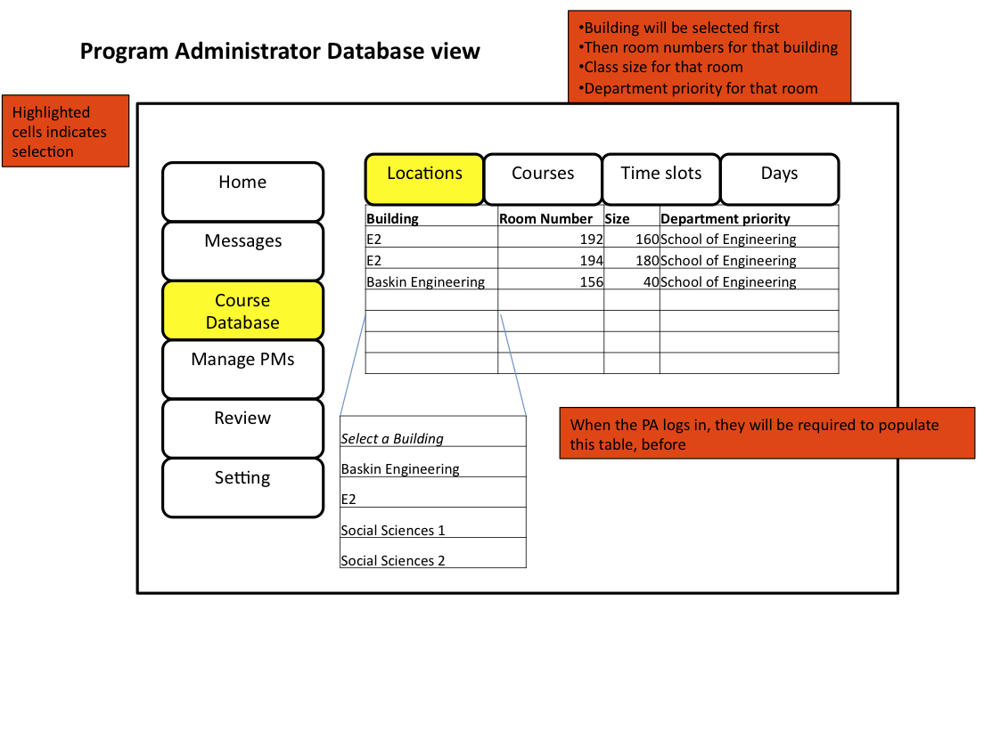 Program Administrator Database view
•Building will be selected first
•Then room numbers for that building
•Class size for that room
•Department priority for that room
Highlighted
cells indicates
selection
Home
Messages
Course
Database
Manage PMs
Review
Setting
Locations Courses Time slots Days
Building Room Number Size Department priority
E2 192 160 School of Engineering
E2 194 180 School of Engineering
Baskin Engineering 156 40 School of Engineering
Select a Building
Baskin Engineering
E2
Social Sciences 1
Social Sciences 2
When the PA logs in, they will be required to populate
this table, before